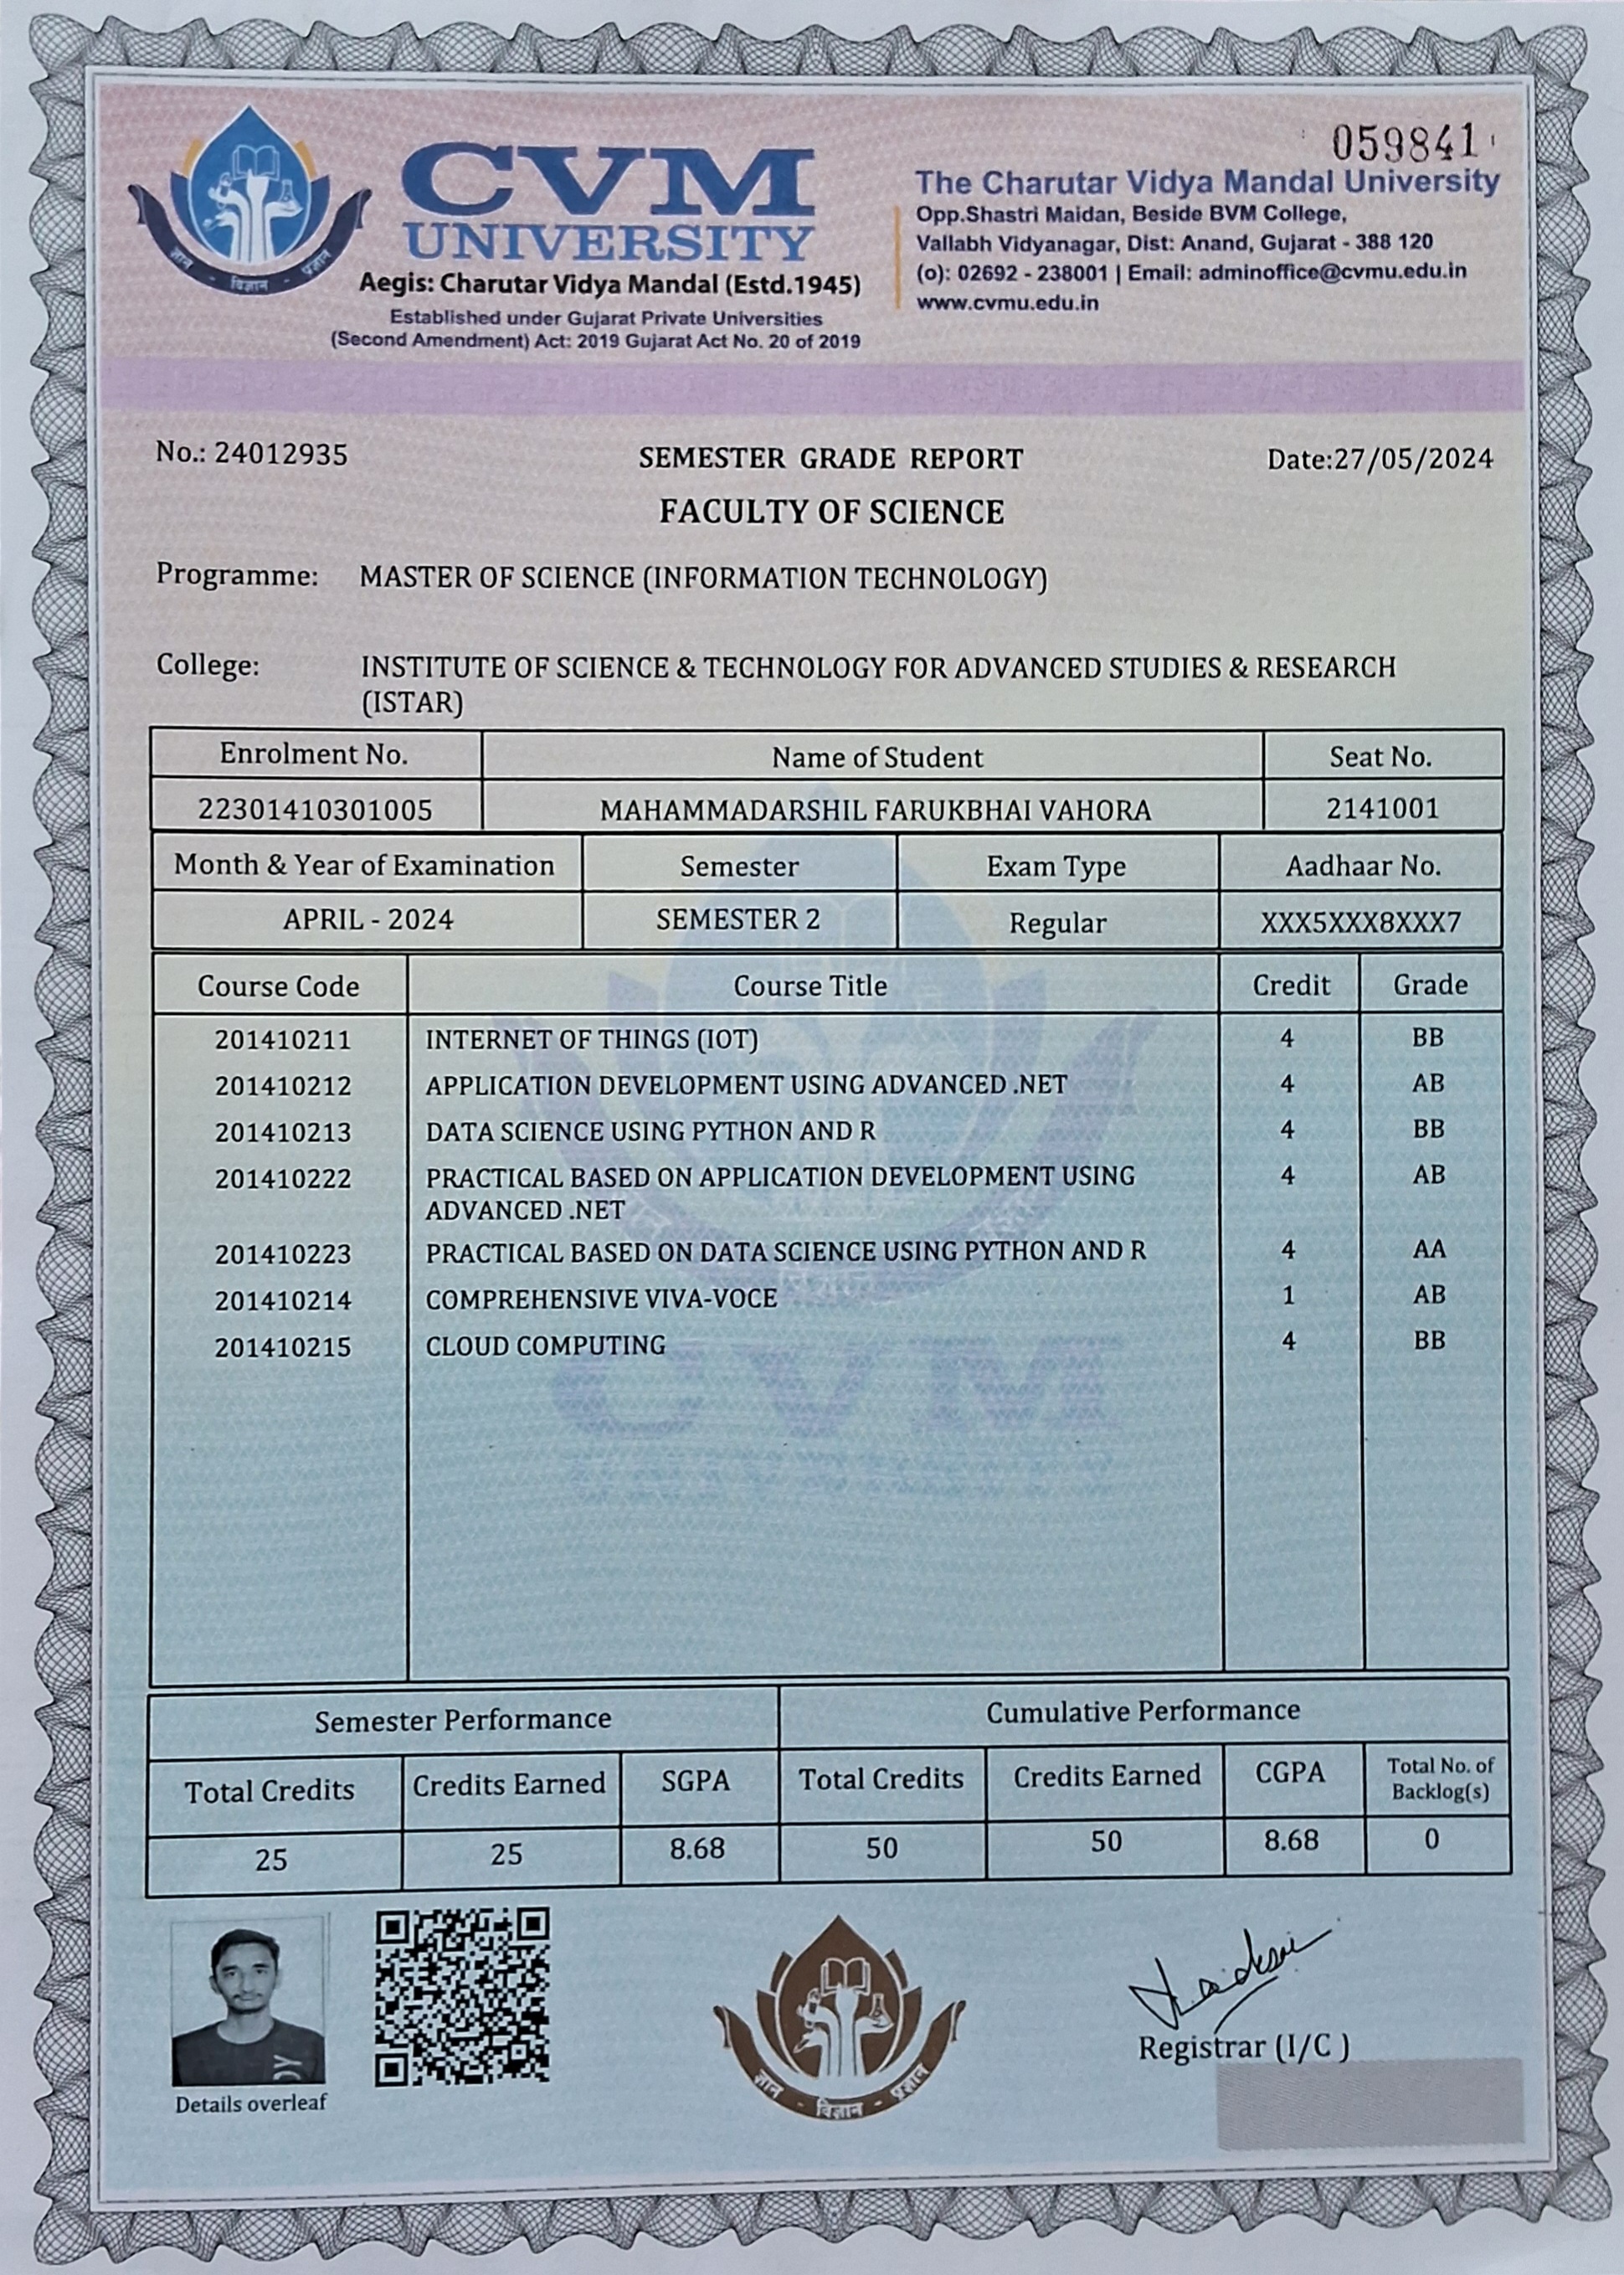 059841
CVM
UNIVERSITY
Aegis: Charutar Vidya Mandal (Estd.1945)
Established under Gujarat Private Universities
(Second Amendment) Act: 2019 Gujarat Act No. 20 of 2019
ज्ञान - विज्ञान - प्रज्ञान
The Charutar Vidya Mandal University
Opp.Shastri Maidan, Beside BVM College,
Vallabh Vidyanagar, Dist: Anand, Gujarat - 388 120
(o): 02692 - 238001 | Email: adminoffice@cvmu.edu.in
www.cvmu.edu.in
No.: 24012935 SEMESTER GRADE REPORT Date:27/05/2024
FACULTY OF SCIENCE
Programme: MASTER OF SCIENCE (INFORMATION TECHNOLOGY)
College: INSTITUTE OF SCIENCE & TECHNOLOGY FOR ADVANCED STUDIES & RESEARCH
(ISTAR)
Enrolment No. Name of Student Seat No.
22301410301005 MAHAMMADARSHIL FARUKBHAI VAHORA 2141001
Month & Year of Examination Semester Exam Type Aadhaar No.
APRIL - 2024 SEMESTER 2 Regular XXX5XXX8XXX7
Course Code Course Title Credit Grade
201410211 INTERNET OF THINGS (IOT) 4 BB
201410212 APPLICATION DEVELOPMENT USING ADVANCED .NET 4 AB
201410213 DATA SCIENCE USING PYTHON AND R 4 BB
201410222 PRACTICAL BASED ON APPLICATION DEVELOPMENT USING 4 AB
ADVANCED .NET
201410223 PRACTICAL BASED ON DATA SCIENCE USING PYTHON AND R 4 AA
201410214 COMPREHENSIVE VIVA-VOCE 1 AB
201410215 CLOUD COMPUTING 4 BB
CVM
UNIVERSITY
Semester Performance Cumulative Performance
Total Credits Credits Earned SGPA Total Credits Credits Earned CGPA Total No. of
Backlog(s)
25 25 8.68 50 50 8.68 0
Details overleaf
ज्ञान - विज्ञान - प्रज्ञान
Registrar (I/C )